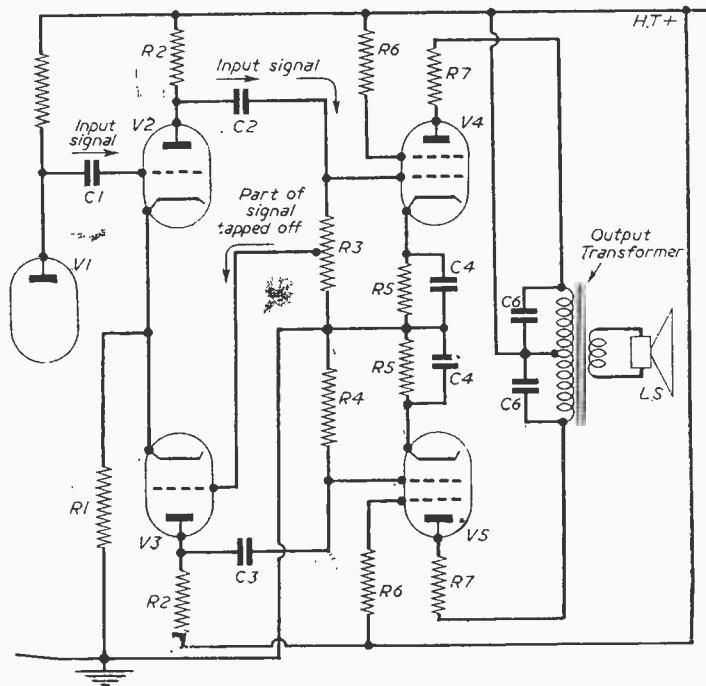 H.T+
R2
Input signal
R6
R7
V2
C2
V4
Input
signal
C1
Part of
signal
tapped off
R3
V1
Output
Transformer
R5
C4
C6
R5
C4
C6
L.S
R4
R1
V3
V5
C3
R2
R6
R7